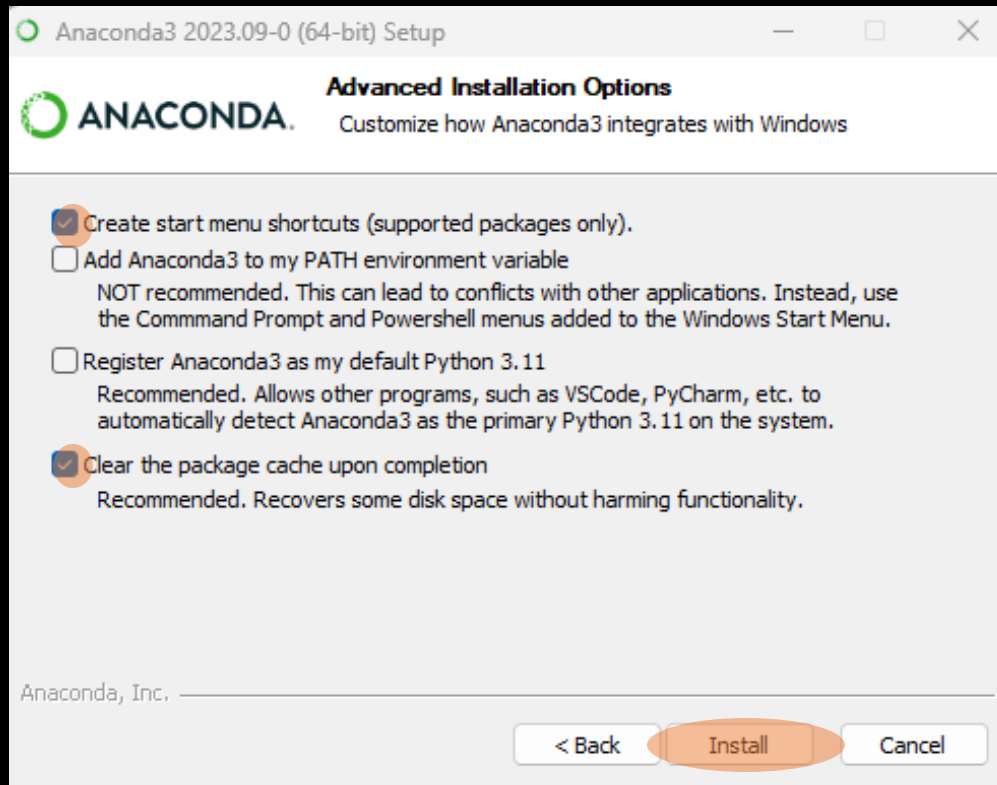 Anaconda3 2023.09-0 (64-bit) Setup
ANACONDA.
Advanced Installation Options
Customize how Anaconda3 integrates with Windows
Create start menu shortcuts (supported packages only).
Add Anaconda3 to my PATH environment variable
NOT recommended. This can lead to conflicts with other applications. Instead, use
the Commmand Prompt and Powershell menus added to the Windows Start Menu.
Register Anaconda3 as my default Python 3.11
Recommended. Allows other programs, such as VSCode, PyCharm, etc. to
automatically detect Anaconda3 as the primary Python 3.11 on the system.
Clear the package cache upon completion
Recommended. Recovers some disk space without harming functionality.
Anaconda, Inc.
< Back
Install
Cancel